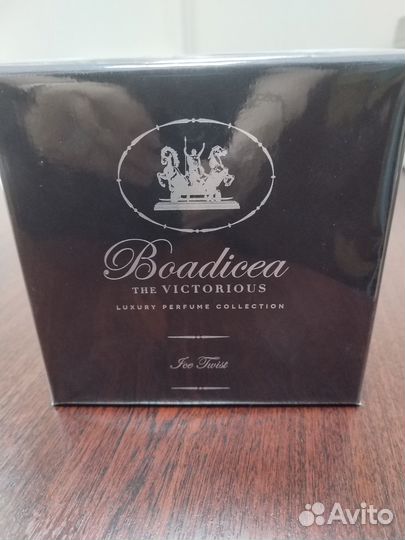 Boadicea
THE VICTORIOUS
LUXURY PERFUME COLLECTION
Ice Twist
Avito